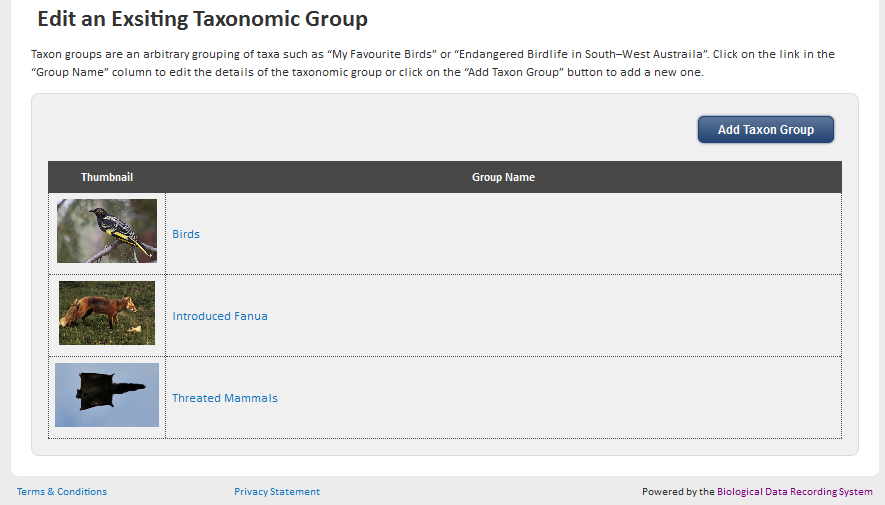 Edit an Exsiting Taxonomic Group
Taxon groups are an arbitrary grouping of taxa such as “My Favourite Birds” or “Endangered Birdlife in South–West Austraila”. Click on the link in the
“Group Name” column to edit the details of the taxonomic group or click on the “Add Taxon Group” button to add a new one.
Add Taxon Group
Thumbnail Group Name
Birds
Introduced Fanua
Threated Mammals
Terms & Conditions Privacy Statement Powered by the Biological Data Recording System